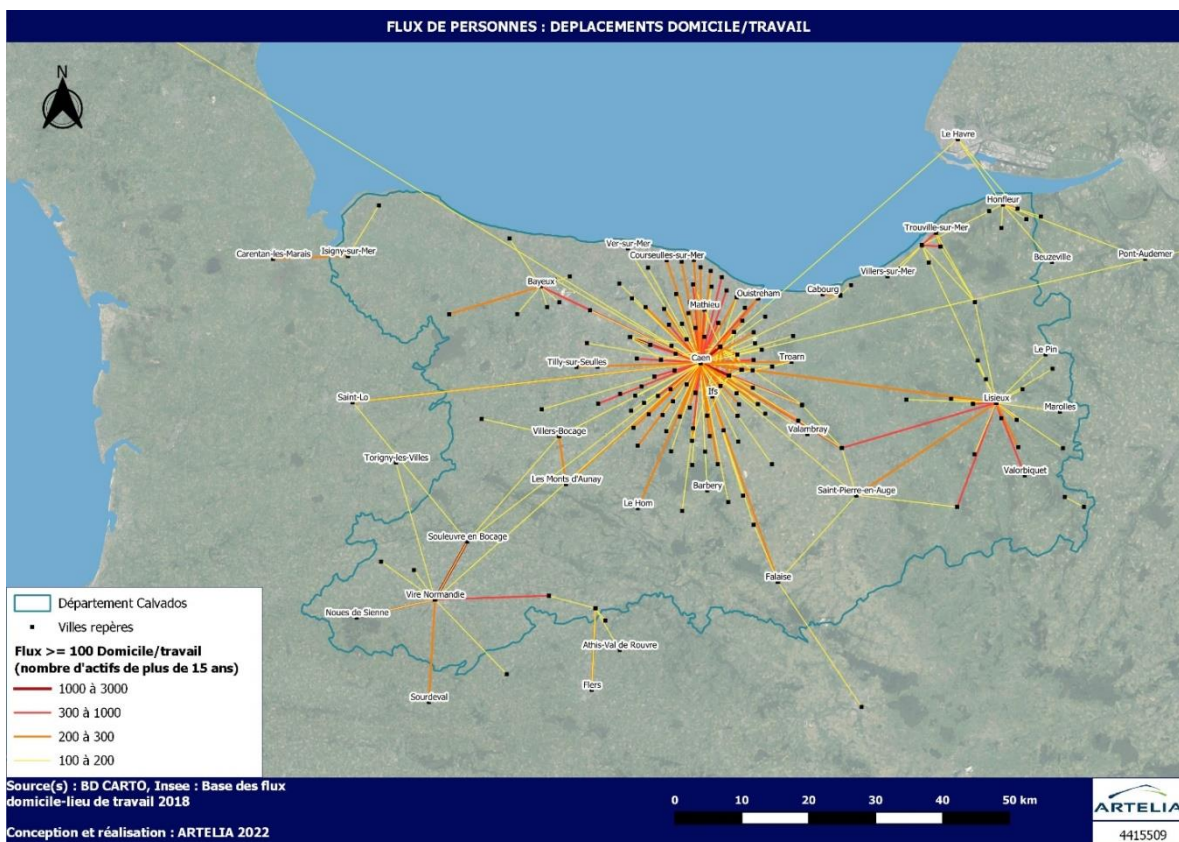 FLUX DE PERSONNES : DEPLACEMENTS DOMICILE/TRAVAIL
N
Le Havre
Honfleur
Trouville-sur-Mer
Ver-sur-Mer
Carentan-les-Marais
Isigny-sur-Mer
Courseulles-sur-Mer
Beuzeville
Pont-Audemer
Villers-sur-Mer
Bayeux
Ouistreham
Cabourg
Mathieu
Le Pin
Caen
Troarn
Tilly-sur-Seulles
Ifs
Lisieux
Saint-Lo
Marolles
Villers-Bocage
Valambray
Torigny-les-Villes
Valorbiquet
Les Monts d'Aunay
Barbery
Saint-Pierre-en-Auge
Le Hom
Souleuvre en Bocage
Falaise
Vire Normandie
Noues de Sienne
Athis-Val de Rouvre
Flers
Sourdeval
Département Calvados
Villes repères
Flux >= 100 Domicile/travail
(nombre d'actifs de plus de 15 ans)
1000 à 3000
300 à 1000
200 à 300
100 à 200
Source(s) : BD CARTO, Insee : Base des flux
domicile-lieu de travail 2018
Conception et réalisation : ARTELIA 2022
0 10 20 30 40 50 km
ARTELIA
4415509